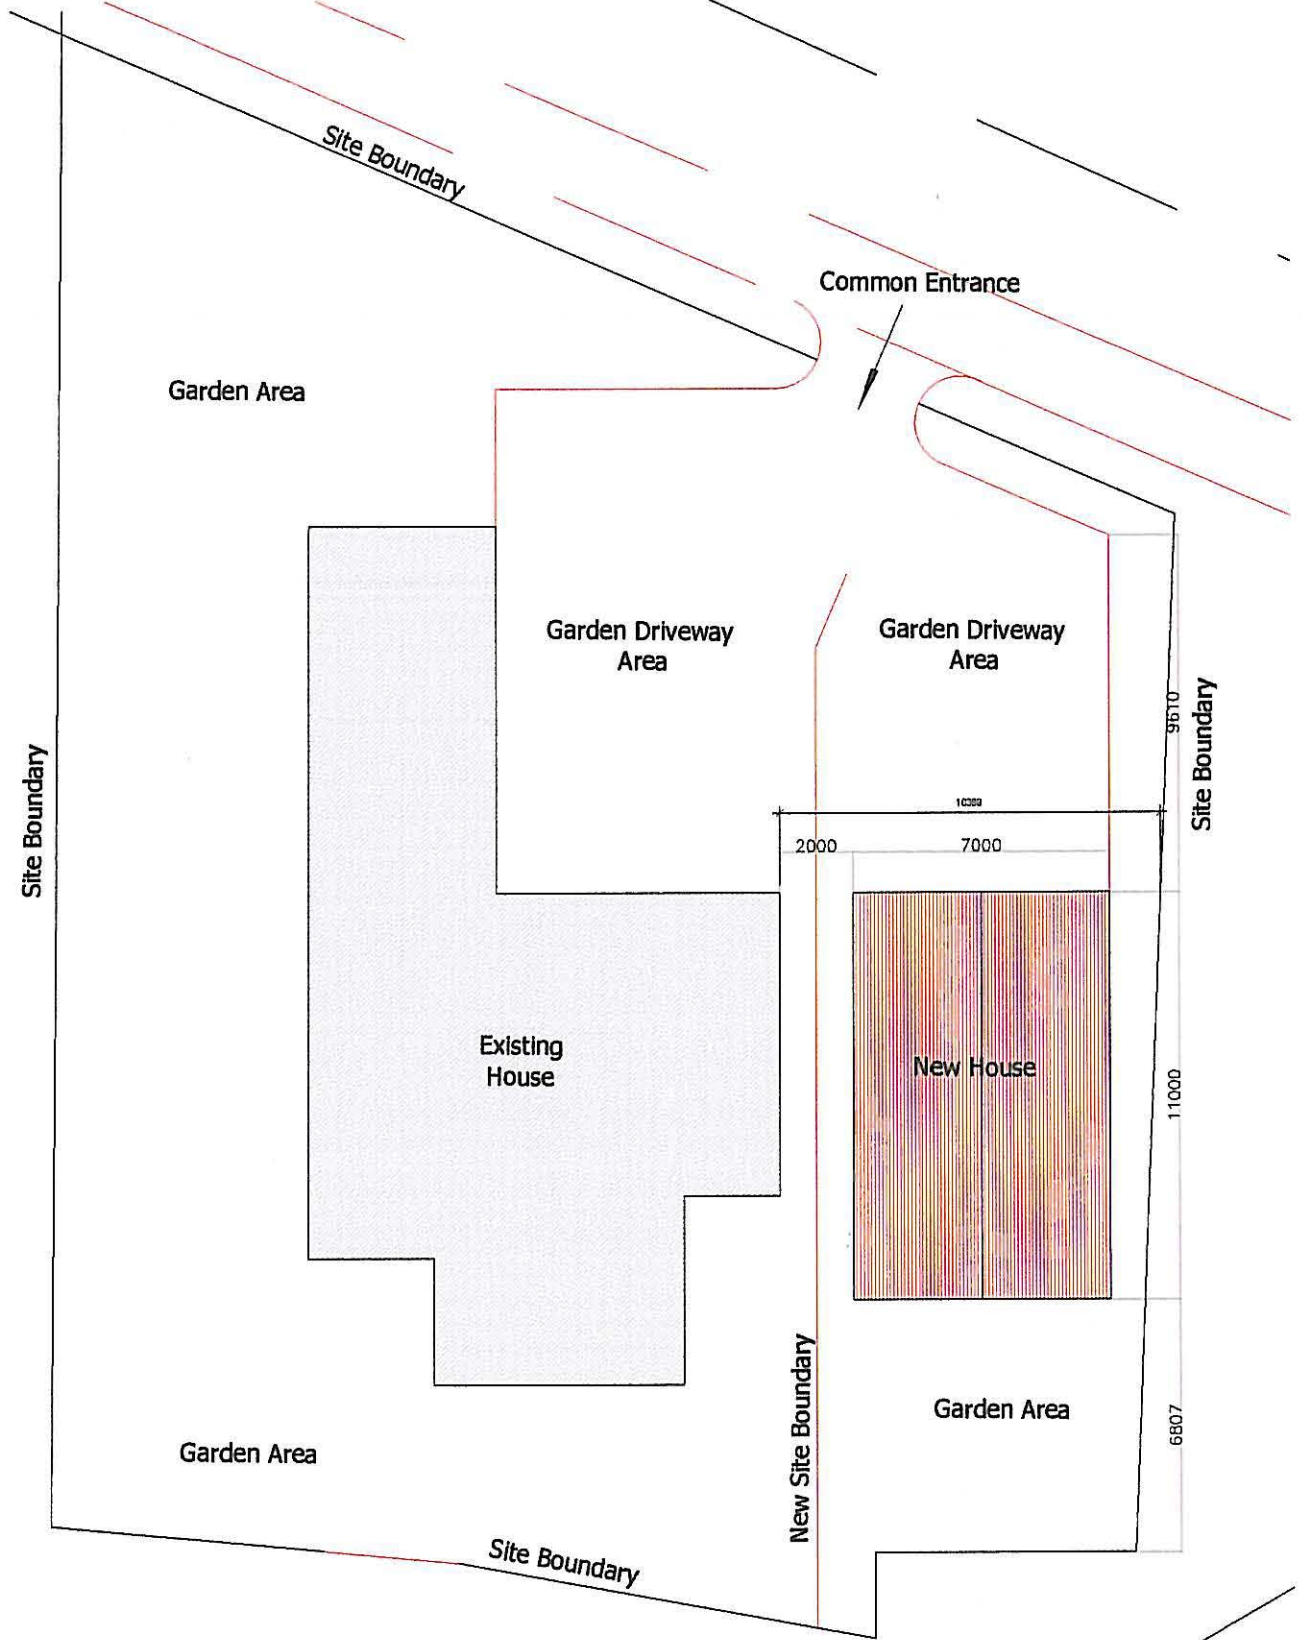 Site Boundary
Common Entrance
Garden Area
Garden Driveway
Area
Garden Driveway
Area
9610
Site Boundary
Site Boundary
2000
7000
Existing
House
New House
11000
New Site Boundary
Garden Area
6807
Garden Area
Site Boundary